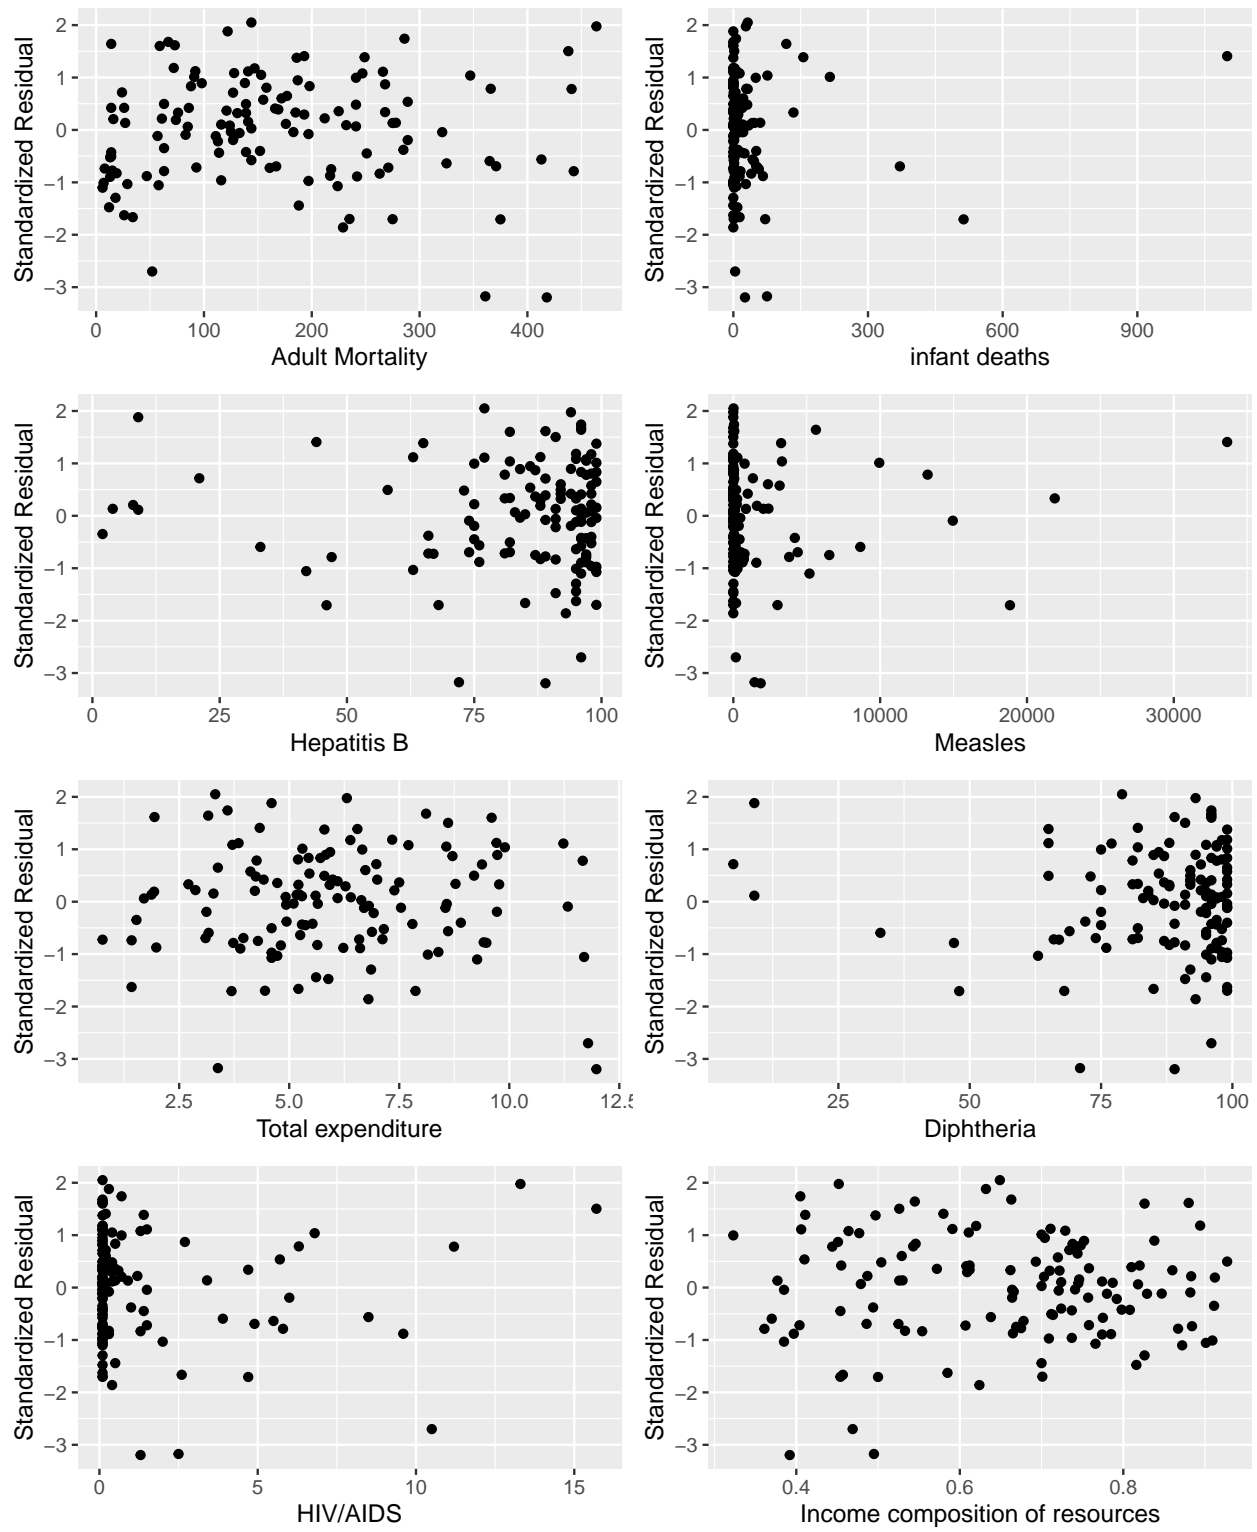 2
1
0
−1
−2
−3
Standardized Residual
0 100 200 300 400
Adult Mortality
2
1
0
−1
−2
−3
Standardized Residual
0 300 600 900
infant deaths
2
1
0
−1
−2
−3
Standardized Residual
0 25 50 75 100
Hepatitis B
2
1
0
−1
−2
−3
Standardized Residual
0 10000 20000 30000
Measles
2
1
0
−1
−2
−3
Standardized Residual
2.5 5.0 7.5 10.0 12.5
Total expenditure
2
1
0
−1
−2
−3
Standardized Residual
25 50 75 100
Diphtheria
2
1
0
−1
−2
−3
Standardized Residual
0 5 10 15
HIV/AIDS
2
1
0
−1
−2
−3
Standardized Residual
0.4 0.6 0.8
Income composition of resources